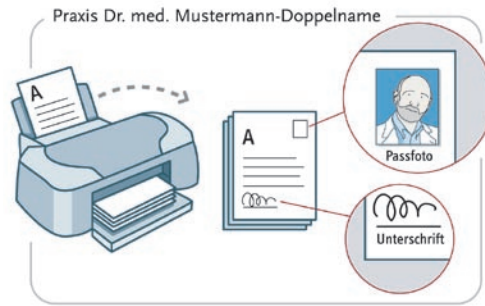 Praxis Dr. med. Mustermann-Doppelname
A
A
Passfoto
Unterschrift